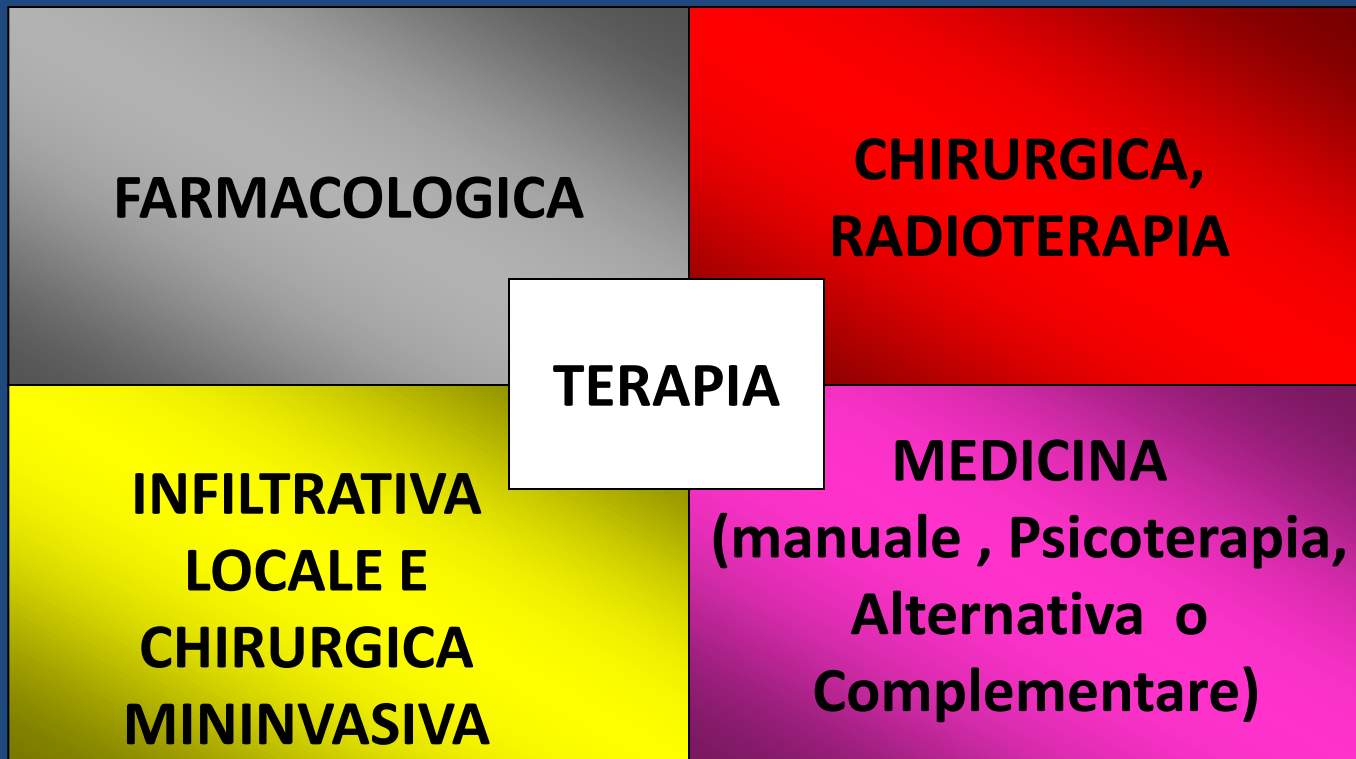 FARMACOLOGICA
CHIRURGICA,
RADIOTERAPIA
TERAPIA
INFILTRATIVA
LOCALE E
CHIRURGICA
MININVASIVA
MEDICINA
(manuale , Psicoterapia,
Alternativa o
Complementare)